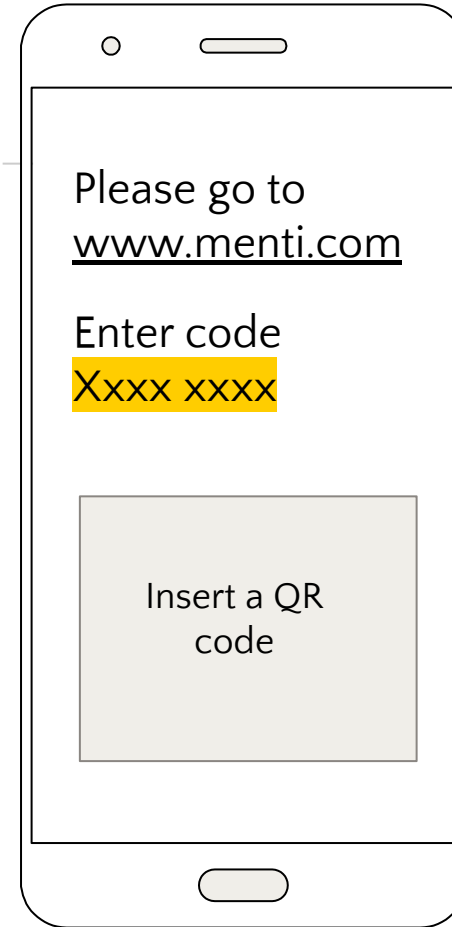 Please go to
www.menti.com
Enter code
Xxxx xxxx
Insert a QR
code